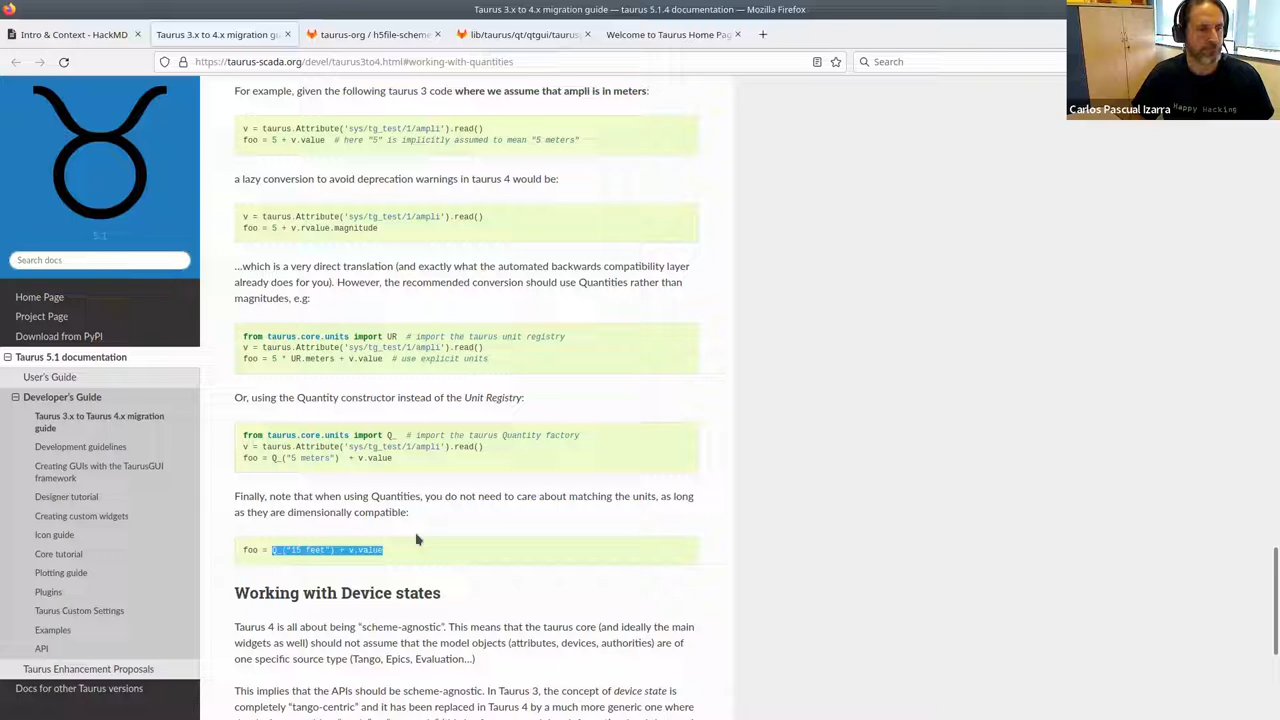 Taurus 3.x to 4.x migration guide — taurus 5.1.4 documentation — Mozilla Firefox
Intro & Context - HackMD
Taurus 3.x to 4.x migration gu
taurus-org / h5file-scheme
lib/taurus/qt/qtgui/taurus
Welcome to Taurus Home Pag
https://taurus-scada.org/devel/taurus3to4.html#working-with-quantities
Search
Carlos Pascual Izarra
Happy Hacking
5.1
Search docs
Home Page
Project Page
Download from PyPI
Taurus 5.1 documentation
User's Guide
Developer's Guide
Taurus 3.x to Taurus 4.x migration
guide
Development guidelines
Creating GUIs with the TaurusGUI
framework
Designer tutorial
Creating custom widgets
Icon guide
Core tutorial
Plotting guide
Plugins
Taurus Custom Settings
Examples
API
Taurus Enhancement Proposals
Docs for other Taurus versions
For example, given the following taurus 3 code where we assume that ampli is in meters:
v = taurus.Attribute('sys/tg_test/1/ampli').read()
foo = 5 + v.value # here "5" is implicitly assumed to mean "5 meters"
a lazy conversion to avoid deprecation warnings in taurus 4 would be:
v = taurus.Attribute('sys/tg_test/1/ampli').read()
foo = 5 + v.rvalue.magnitude
...which is a very direct translation (and exactly what the automated backwards compatibility layer
already does for you). However, the recommended conversion should use Quantities rather than
magnitudes, e.g:
from taurus.core.units import UR # import the taurus unit registry
v = taurus.Attribute('sys/tg_test/1/ampli').read()
foo = 5 * UR.meters + v.value # use explicit units
Or, using the Quantity constructor instead of the Unit Registry:
from taurus.core.units import Q_ # import the taurus Quantity factory
v = taurus.Attribute('sys/tg_test/1/ampli').read()
foo = Q_("5 meters") + v.value
Finally, note that when using Quantities, you do not need to care about matching the units, as long
as they are dimensionally compatible:
foo = Q_("15 feet") + v.value
Working with Device states
Taurus 4 is all about being "scheme-agnostic". This means that the taurus core (and ideally the main
widgets as well) should not assume that the model objects (attributes, devices, authorities) are of
one specific source type (Tango, Epics, Evaluation...)
This implies that the APIs should be scheme-agnostic. In Taurus 3, the concept of device state is
completely "tango-centric" and it has been replaced in Taurus 4 by a much more generic one where